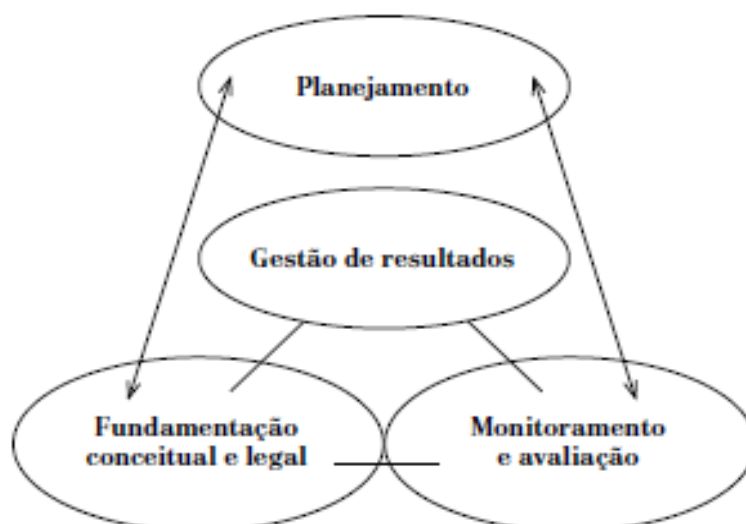 Planejamento
Gestão de resultados
Fundamentação
conceitual e legal
Monitoramento
e avaliação